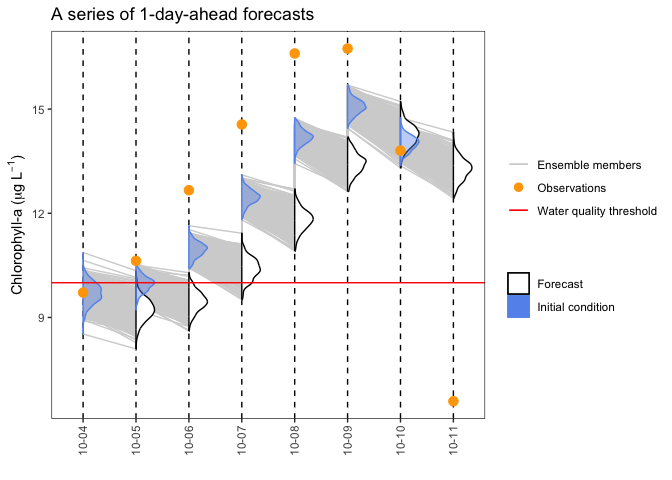 A series of 1-day-ahead forecasts
Chlorophyll-a (μg L⁻¹)
15
12
9
10-04
10-05
10-06
10-07
10-08
10-09
10-10
10-11
Ensemble members
Observations
Water quality threshold
Forecast
Initial condition